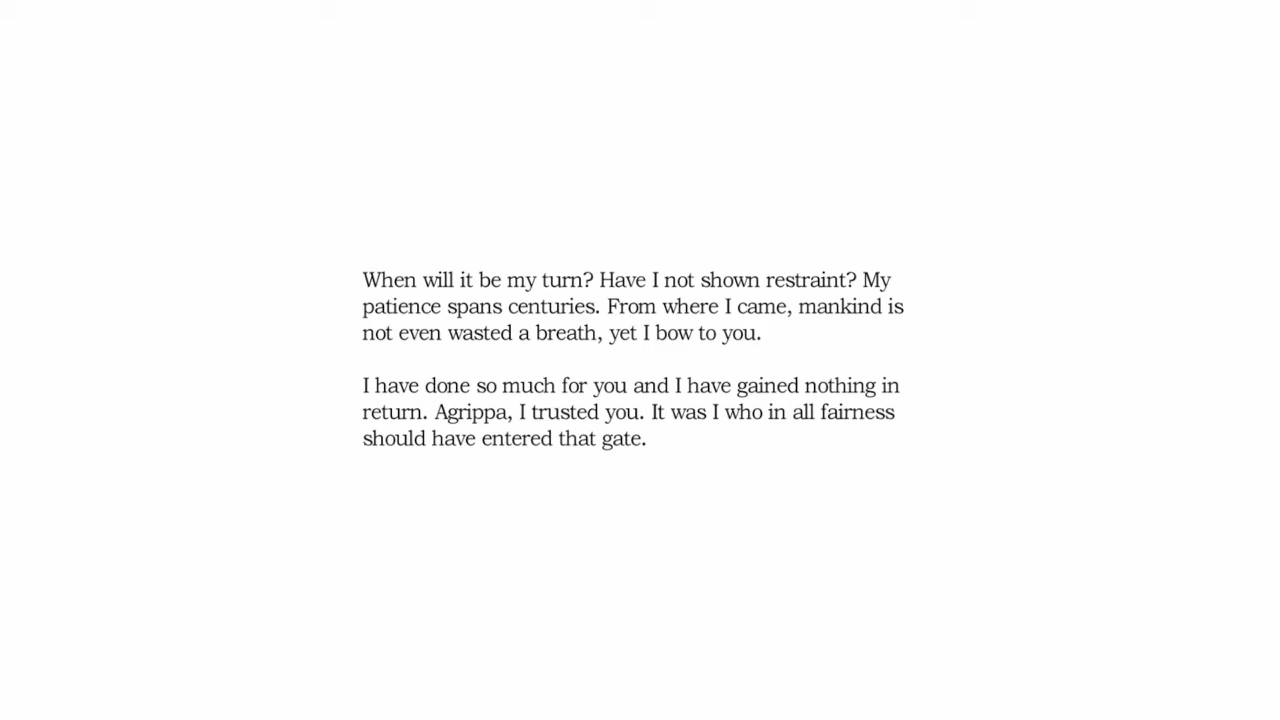 When will it be my turn? Have I not shown restraint? My
patience spans centuries. From where I came, mankind is
not even wasted a breath, yet I bow to you.
I have done so much for you and I have gained nothing in
return. Agrippa, I trusted you. It was I who in all fairness
should have entered that gate.